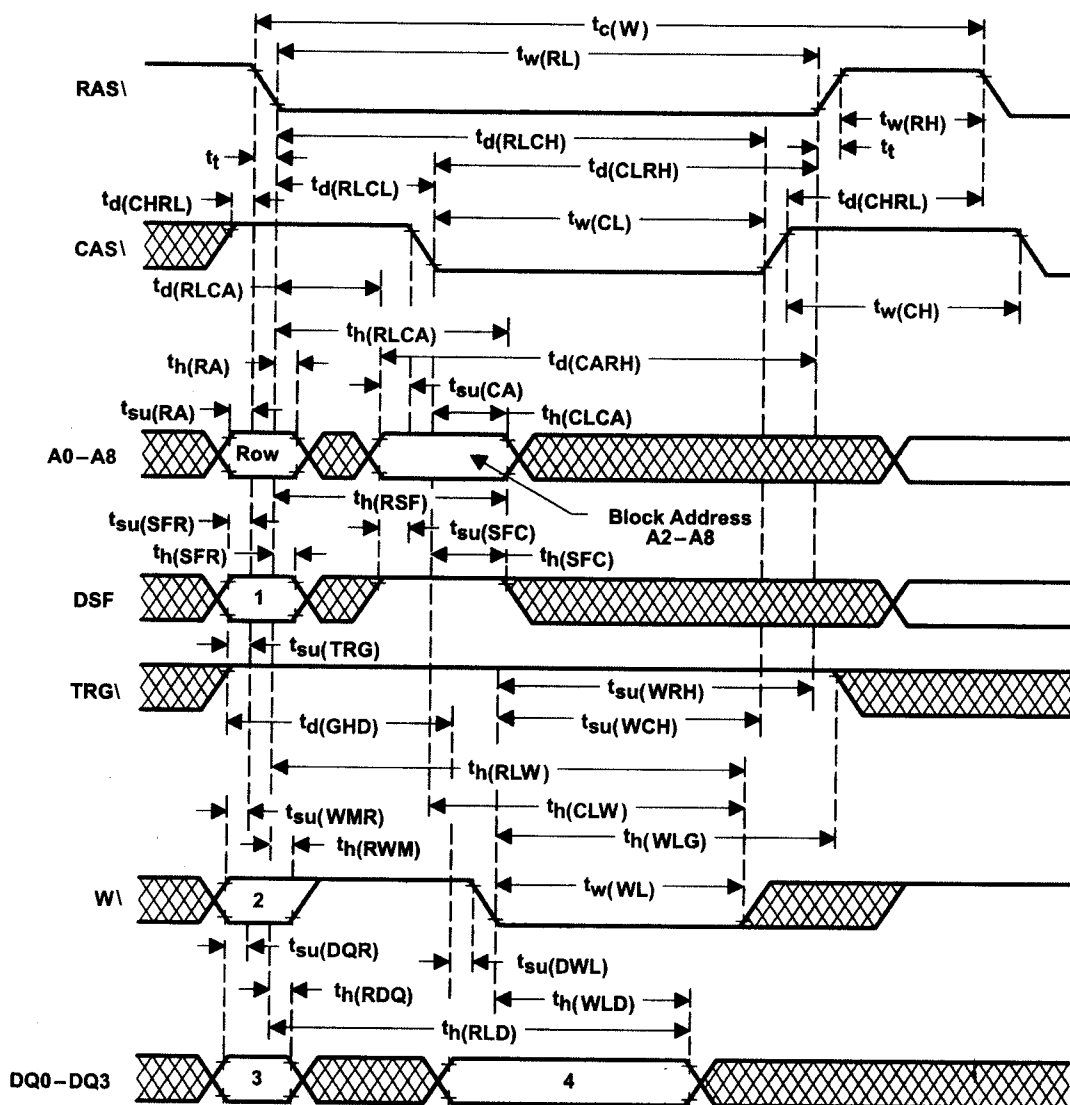 tc(W)
tw(RL)
RAS\
tw(RH)
td(RLCH)
tt
tt
td(CLRH)
td(RLCL)
td(CHRL)
td(CHRL)
tw(CL)
CAS\
td(RLCA)
tw(CH)
th(RLCA)
th(RA)
td(CARH)
tsu(CA)
tsu(RA)
th(CLCA)
A0–A8
Row
th(RSF)
Block Address
A2–A8
tsu(SFR)
tsu(SFC)
th(SFR)
th(SFC)
DSF
1
tsu(TRG)
TRG\
tsu(WRH)
td(GHD)
tsu(WCH)
th(RLW)
tsu(WMR)
th(CLW)
th(RWM)
th(WLG)
W\
2
tw(WL)
tsu(DQR)
tsu(DWL)
th(RDQ)
th(WLD)
th(RLD)
DQ0–DQ3
3
4